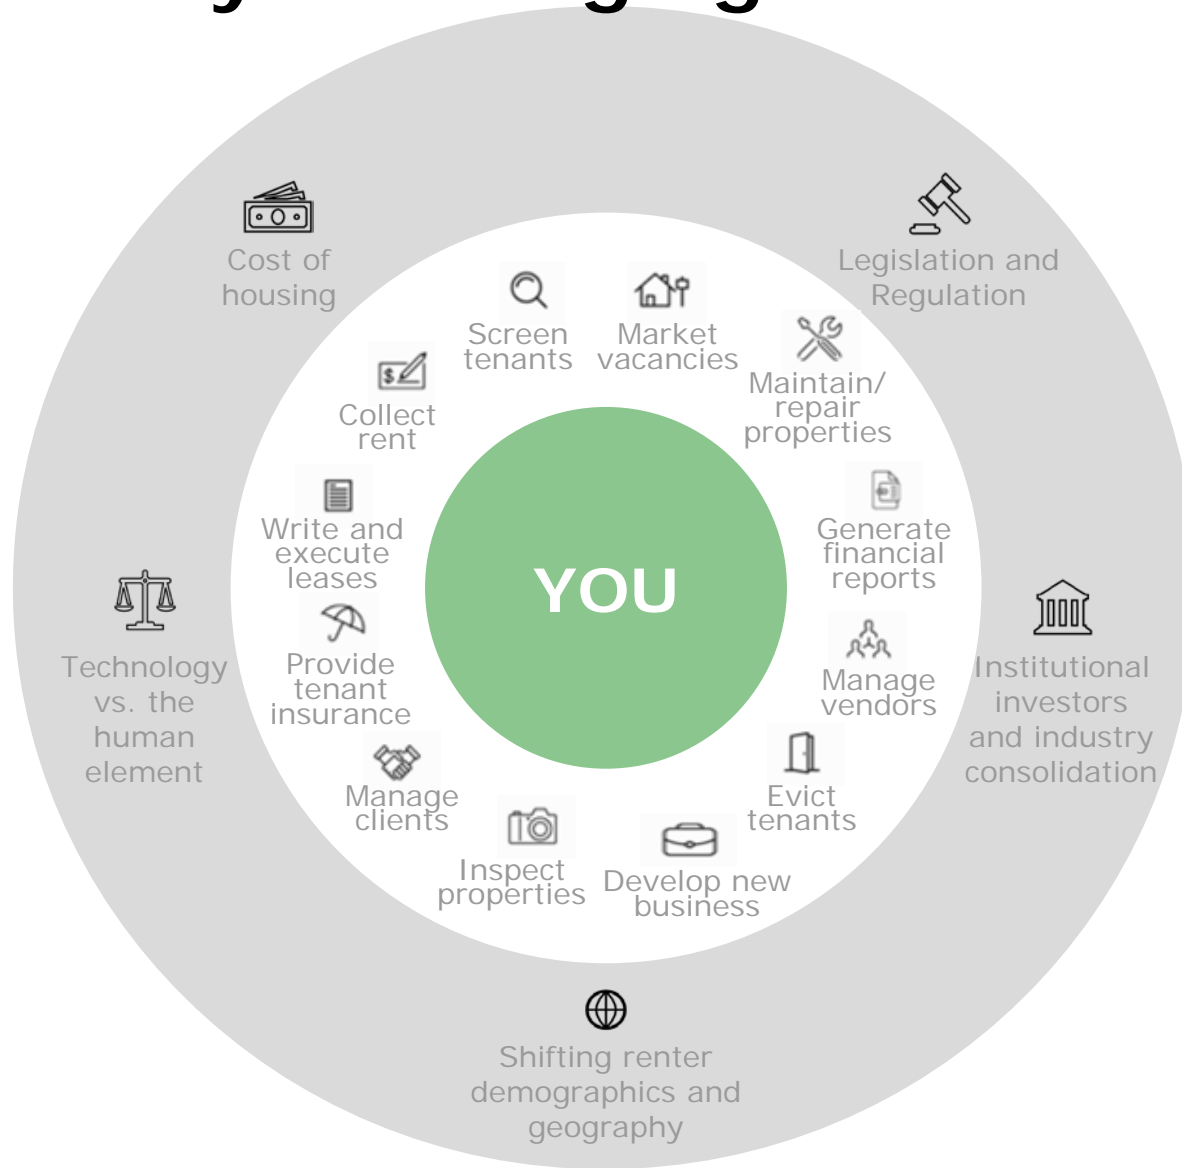 Cost of
housing
Legislation and
Regulation
Screen
tenants
Market
vacancies
Maintain/
repair
properties
Collect
rent
Write and
execute
leases
Generate
financial
reports
YOU
Technology
vs. the
human
element
Provide
tenant
insurance
Manage
vendors
Institutional
investors
and industry
consolidation
Manage
clients
Evict
tenants
Inspect
properties
Develop new
business
Shifting renter
demographics and
geography